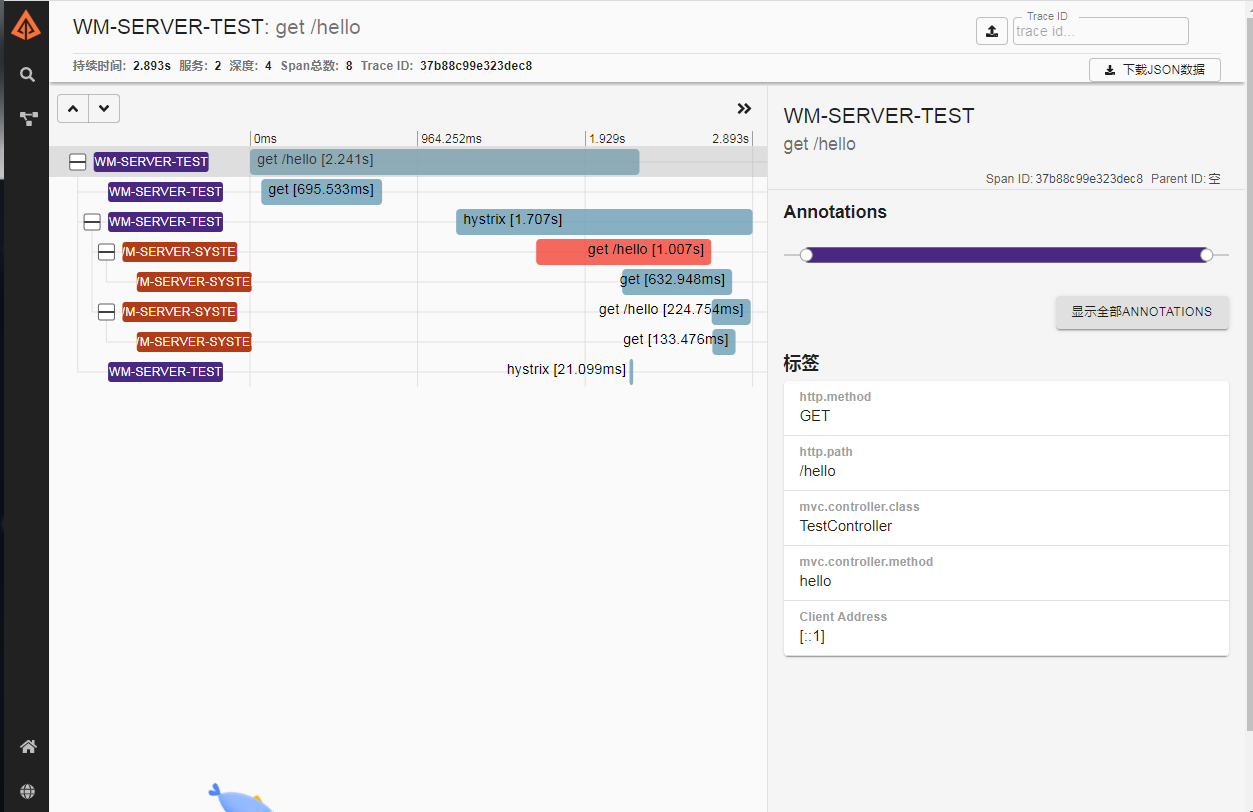 WM-SERVER-TEST: get /hello
Trace ID
trace id...
持续时间: 2.893s 服务: 2 深度: 4 Span总数: 8 Trace ID: 37b88c99e323dec8
下载JSON数据
0ms 964.252ms 1.929s 2.893s
WM-SERVER-TEST get /hello [2.241s]
WM-SERVER-TEST get [695.533ms]
WM-SERVER-TEST hystrix [1.707s]
WM-SERVER-SYSTE get /hello [1.007s]
WM-SERVER-SYSTE get [632.948ms]
WM-SERVER-SYSTE get /hello [224.754ms]
WM-SERVER-SYSTE get [133.476ms]
WM-SERVER-TEST hystrix [21.099ms]
WM-SERVER-TEST
get /hello
Span ID: 37b88c99e323dec8 Parent ID: 空
Annotations
显示全部ANNOTATIONS
标签
http.method
GET
http.path
/hello
mvc.controller.class
TestController
mvc.controller.method
hello
Client Address
[::1]